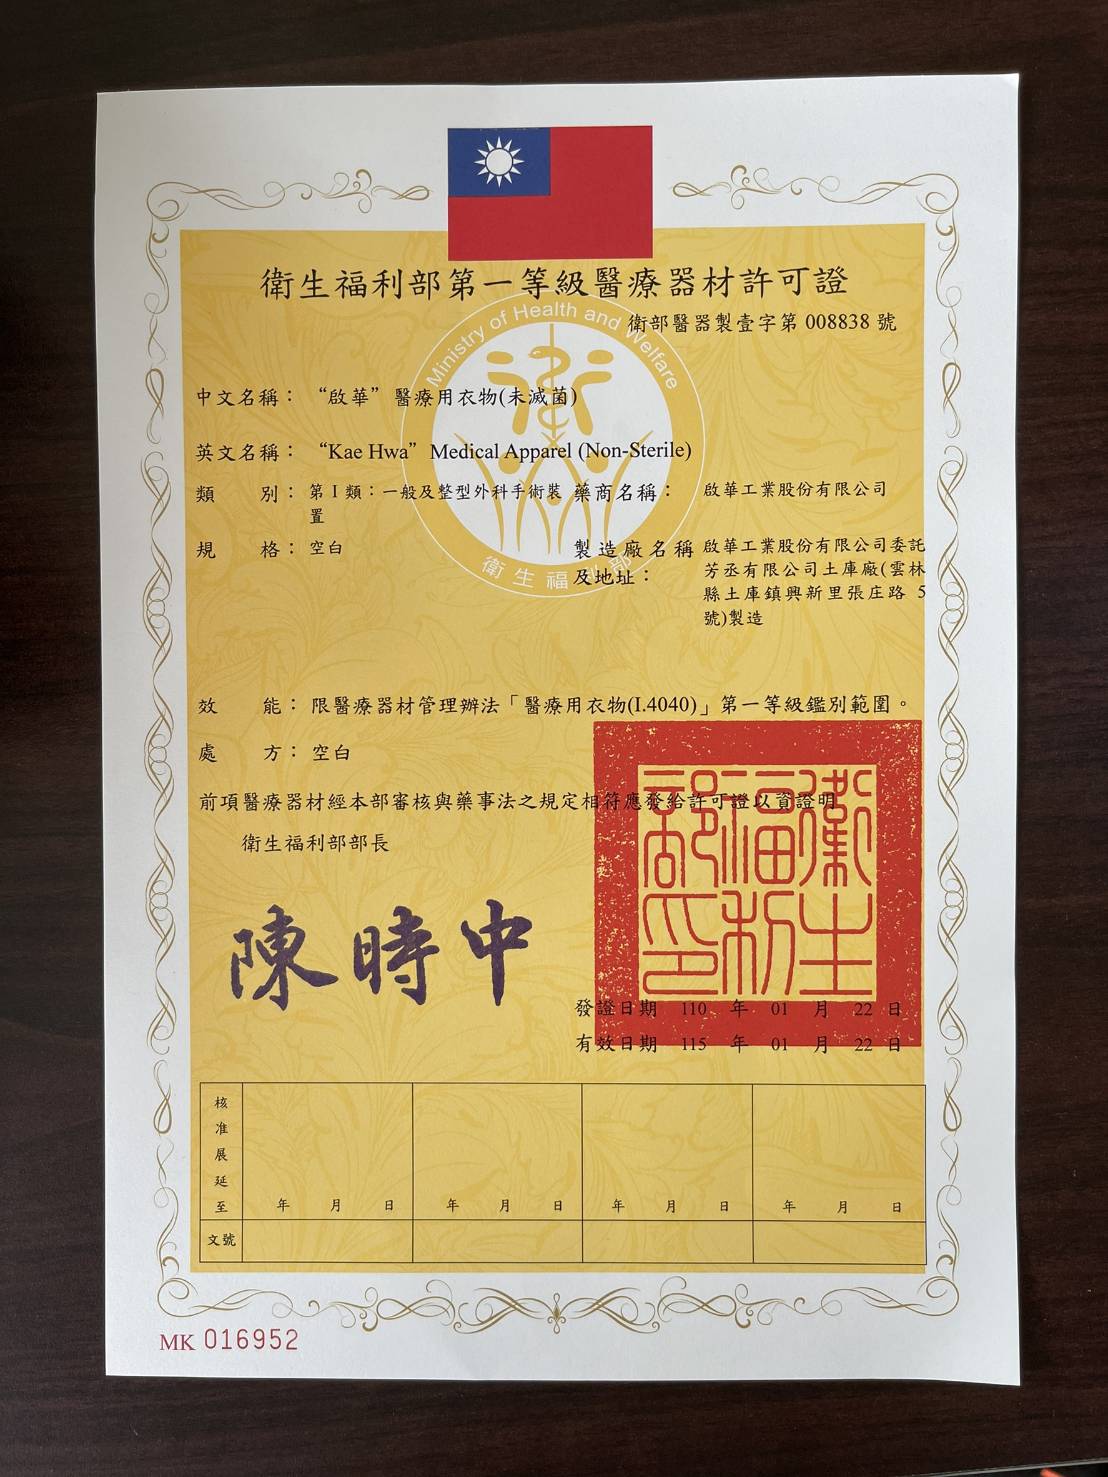 衛生福利部第一等級醫療器材許可證
衛部醫器製壹字第 008838 號
Ministry of Health and Welfare
衛生福利部
中文名稱：“啟華”醫療用衣物(未滅菌)
英文名稱：“Kae Hwa”Medical Apparel (Non-Sterile)
類　別：第 I 類：一般及整型外科手術裝
置
藥商名稱：啟華工業股份有限公司
規　格：空白
製造廠名稱
及地址：
啟華工業股份有限公司委託
芳丞有限公司土庫廠(雲林
縣土庫鎮興新里張庄路 5
號)製造
效　能：限醫療器材管理辦法「醫療用衣物(I.4040)」第一等級鑑別範圍。
處　方：空白
前項醫療器材經本部審核與藥事法之規定相符應發給許可證以資證明
衛生福利部部長
陳時中
衛生福利部印
發證日期 110 年 01 月 22 日
有效日期 115 年 01 月 22 日
核准展延至
年 月 日 年 月 日 年 月 日 年 月 日
文號
MK 016952